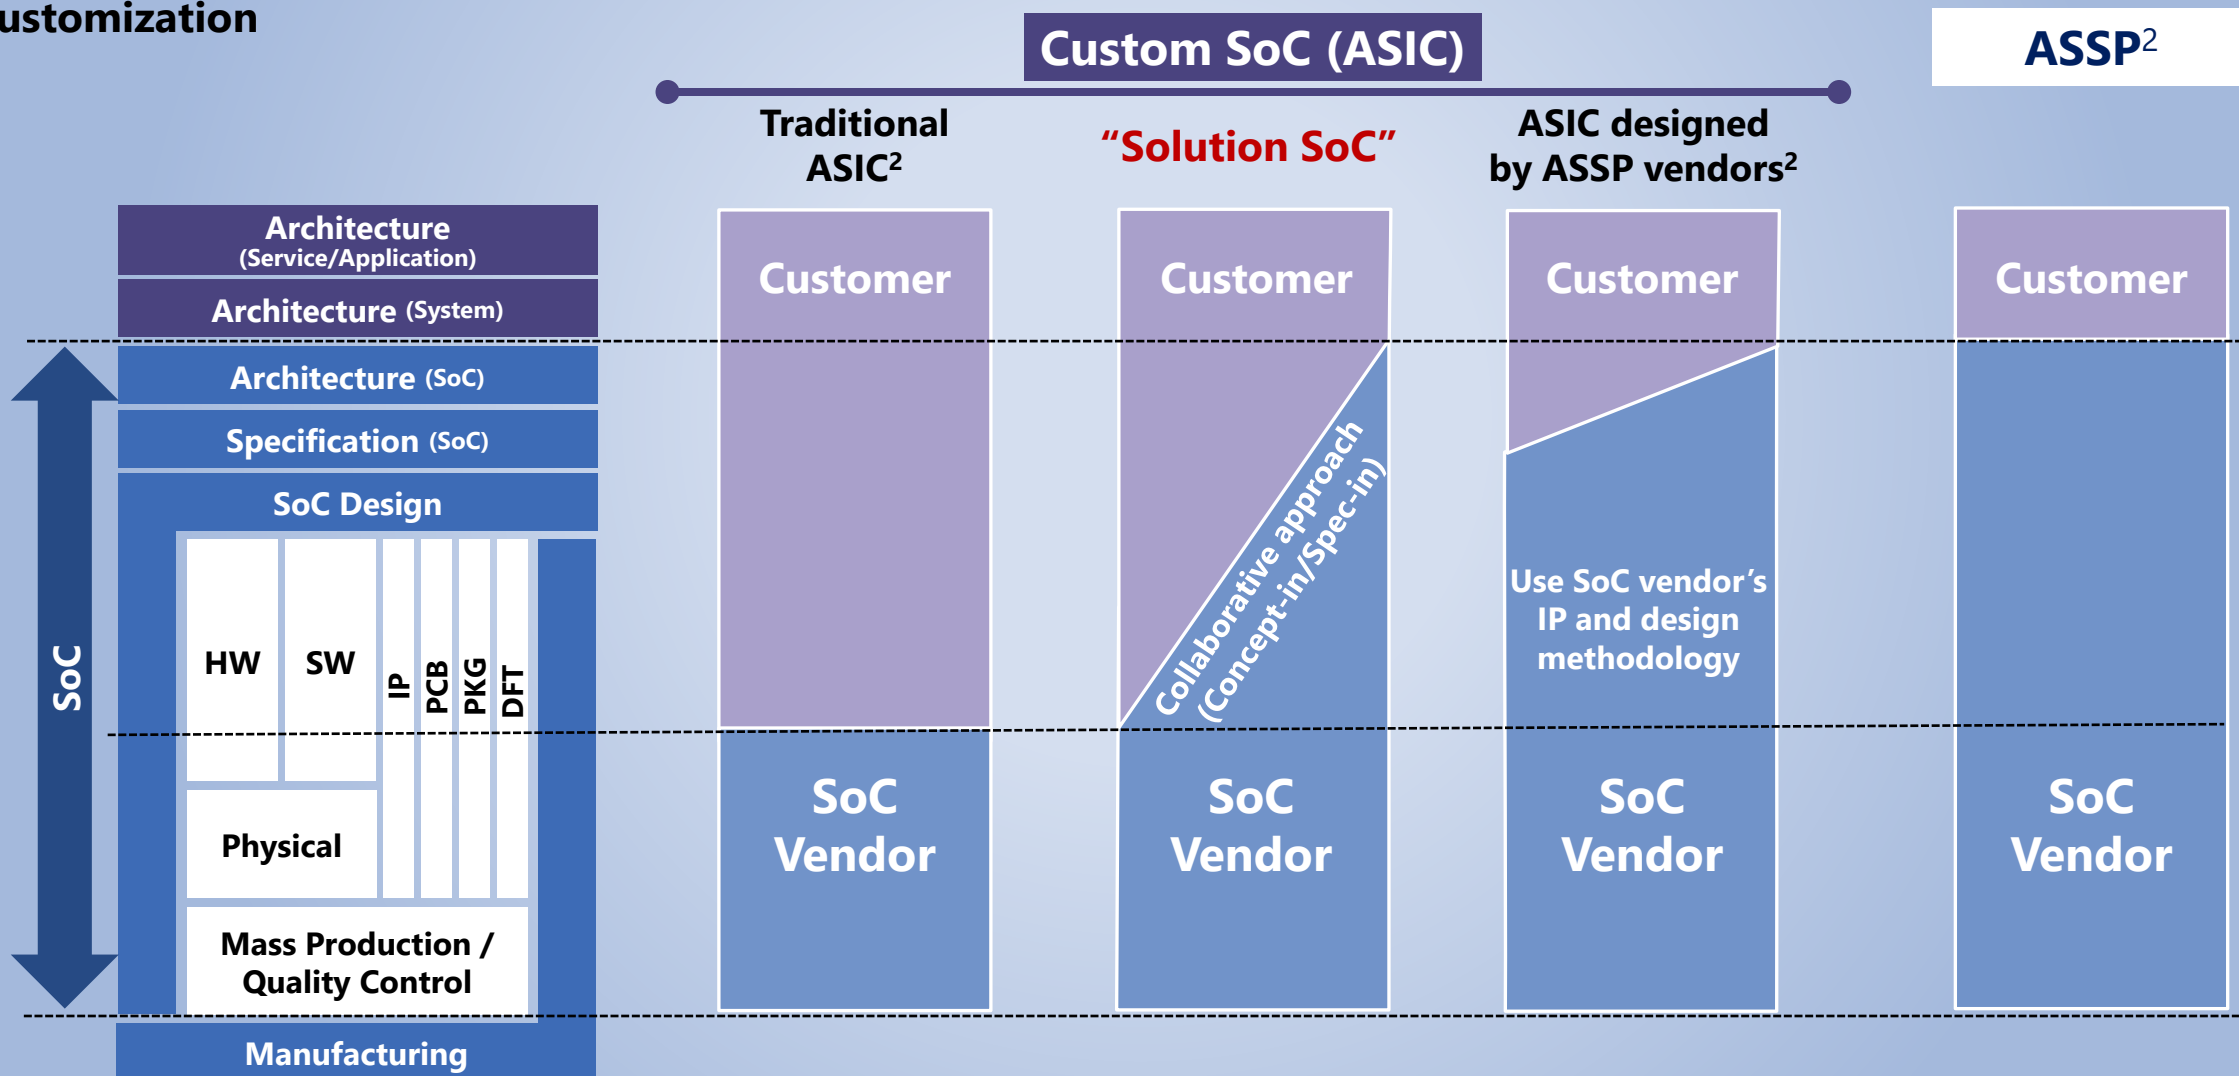 ustomization
Custom SoC (ASIC)
ASSP2
Traditional
ASIC2
“Solution SoC”
ASIC designed
by ASSP vendors2
Architecture
(Service/Application)
Architecture (System)
Architecture (SoC)
Specification (SoC)
SoC Design
HW
SW
IP
PCB
PKG
DFT
Physical
Mass Production /
Quality Control
Manufacturing
SoC
Customer
SoC
Vendor
Customer
Collaborative approach
(Concept-in/Spec-in)
SoC
Vendor
Customer
Use SoC vendor’s
IP and design
methodology
SoC
Vendor
Customer
SoC
Vendor